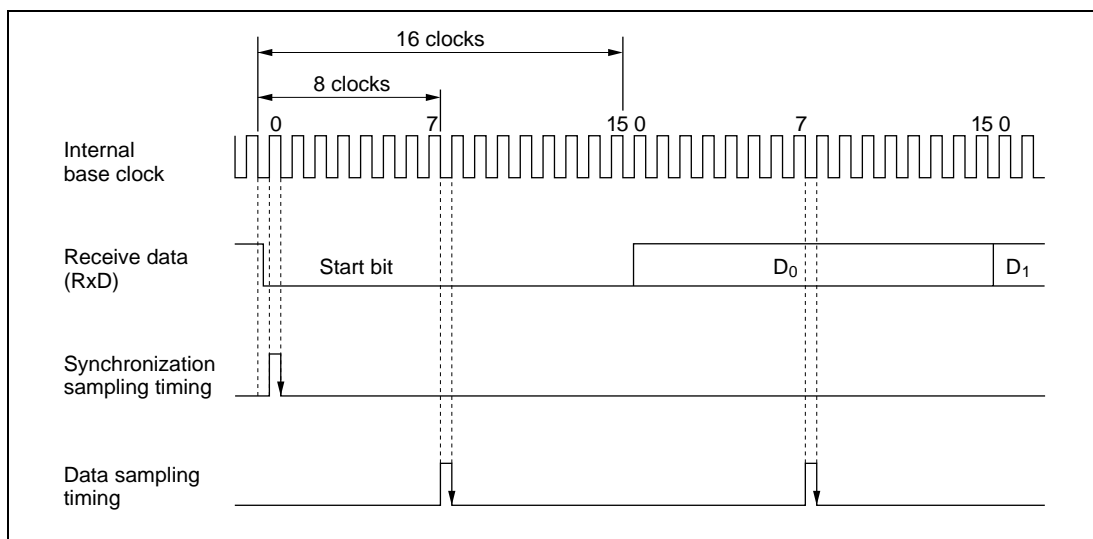 16 clocks
8 clocks
0 7 15 0 7 15 0
Internal
base clock
Receive data
(RxD)
Start bit D₀ D₁
Synchronization
sampling timing
Data sampling
timing